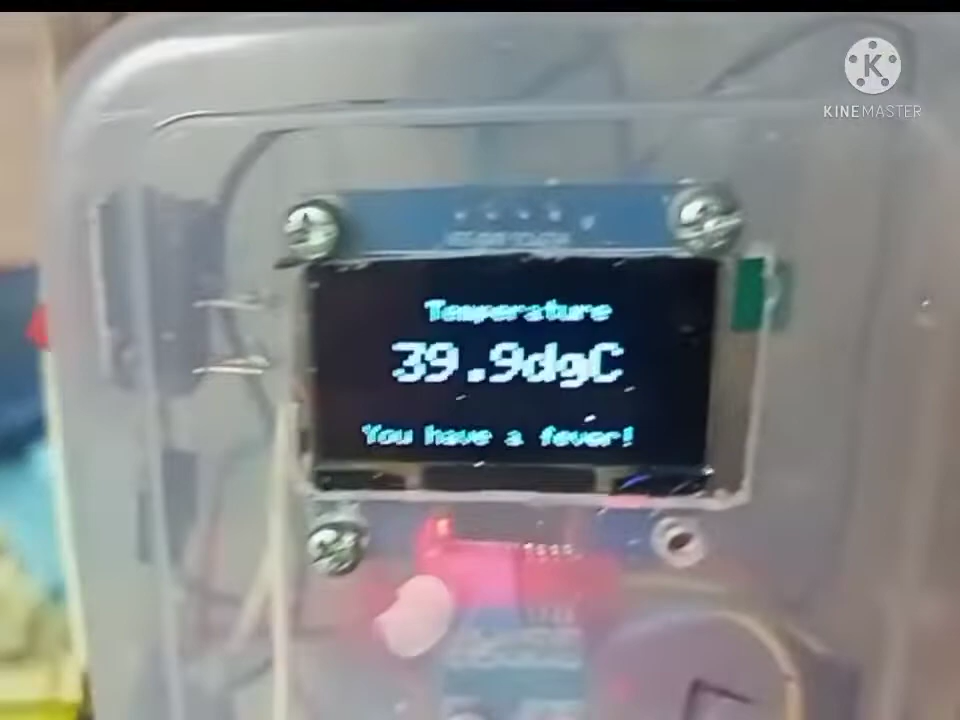 K
KINEMASTER
Temperature
39.9dgC
You have a fever!